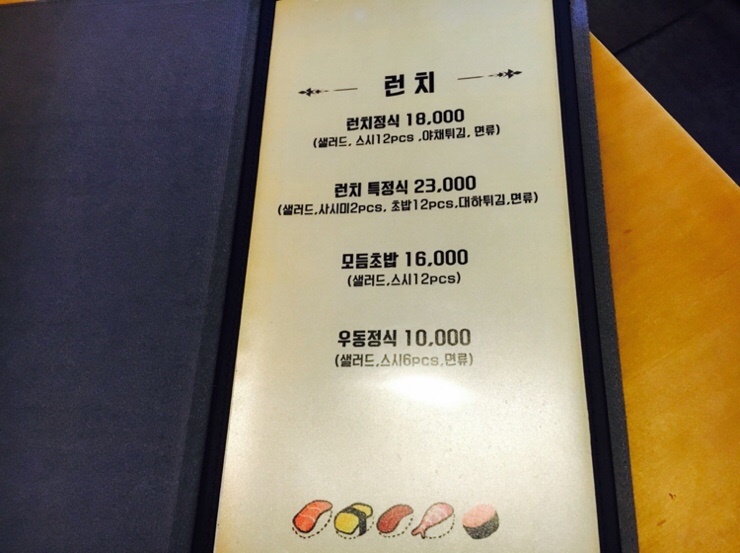 런치
런치정식 18,000
(샐러드, 스시12pcs ,야채튀김, 면류)
런치 특정식 23,000
(샐러드,사시미2pcs, 초밥12pcs,대하튀김,면류)
모듬초밥 16,000
(샐러드,스시12pcs)
우동정식 10,000
(샐러드,스시6pcs,면류)